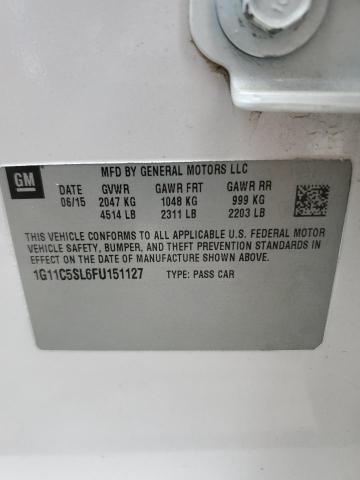 GM
MFD BY GENERAL MOTORS LLC
DATE GVWR GAWR FRT GAWR RR
06/15 2047 KG 1048 KG 999 KG
4514 LB 2311 LB 2203 LB
THIS VEHICLE CONFORMS TO ALL APPLICABLE U.S. FEDERAL MOTOR
VEHICLE SAFETY, BUMPER, AND THEFT PREVENTION STANDARDS
IN EFFECT ON THE DATE OF MANUFACTURE SHOWN ABOVE.
1G11C5SL6FU151127 TYPE: PASS CAR